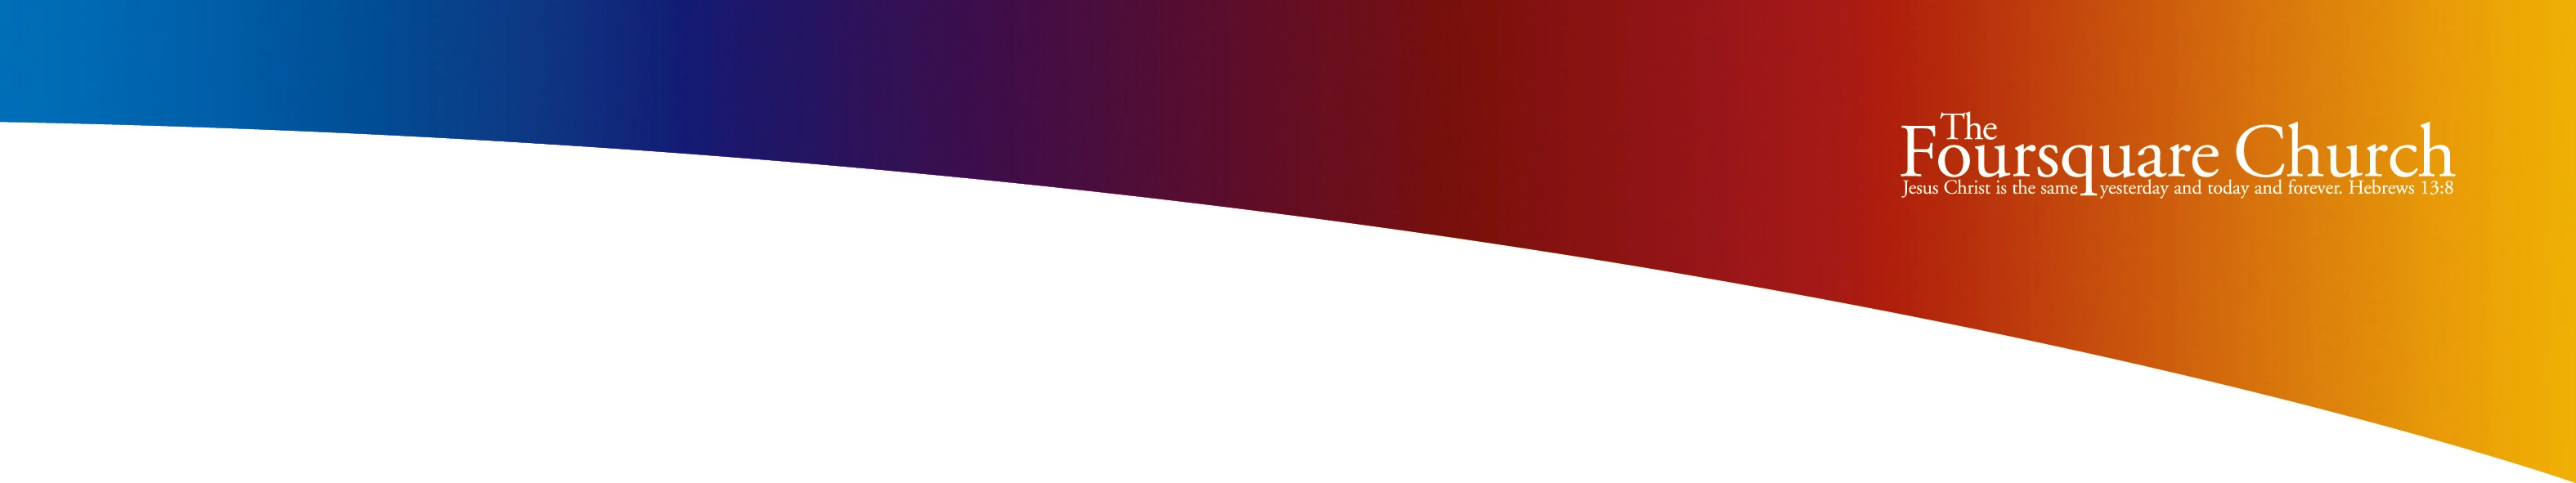 The
Foursquare Church
Jesus Christ is the same yesterday and today and forever. Hebrews 13:8